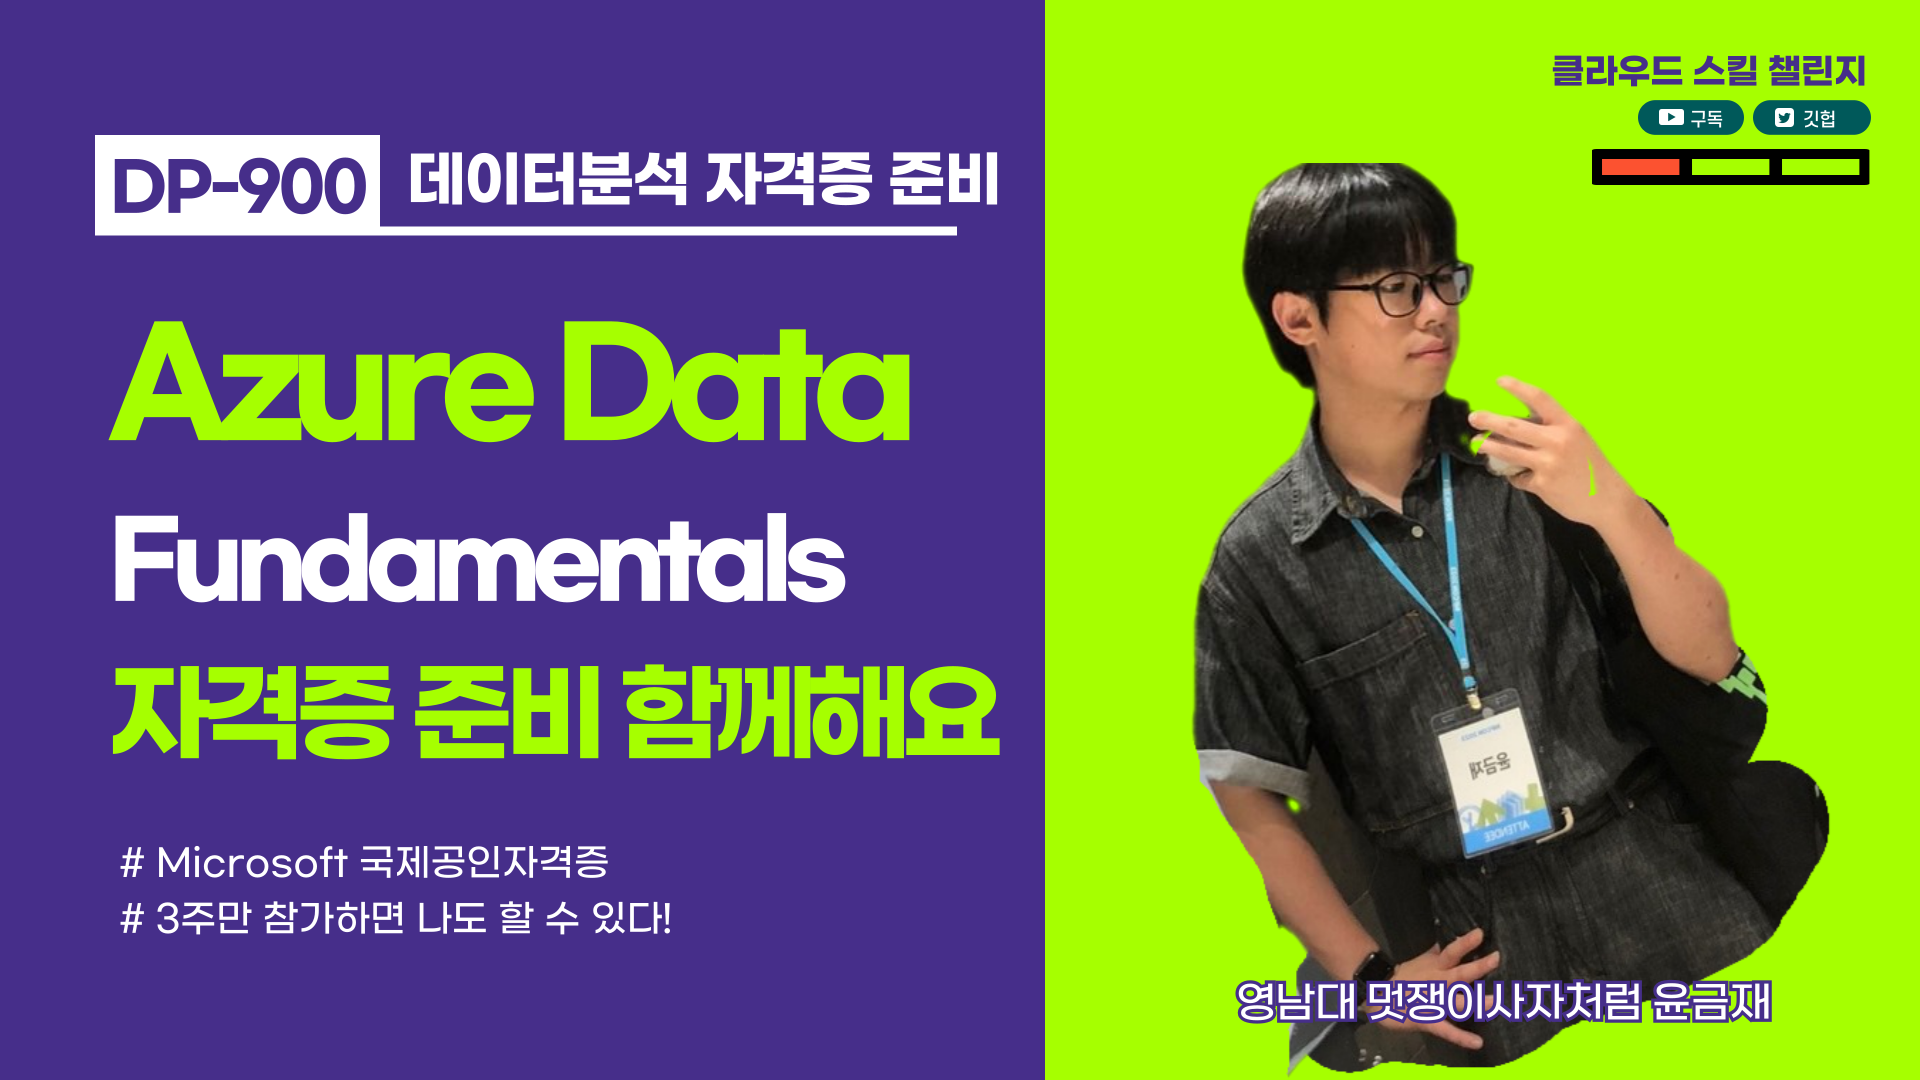 클라우드 스킬 챌린지
구독 깃헙
DP-900 데이터분석 자격증 준비
Azure Data
Fundamentals
자격증 준비 함께해요
# Microsoft 국제공인자격증
# 3주만 참가하면 나도 할 수 있다!
윤금재
ATTENDEE
영남대 멋쟁이사자처럼 윤금재